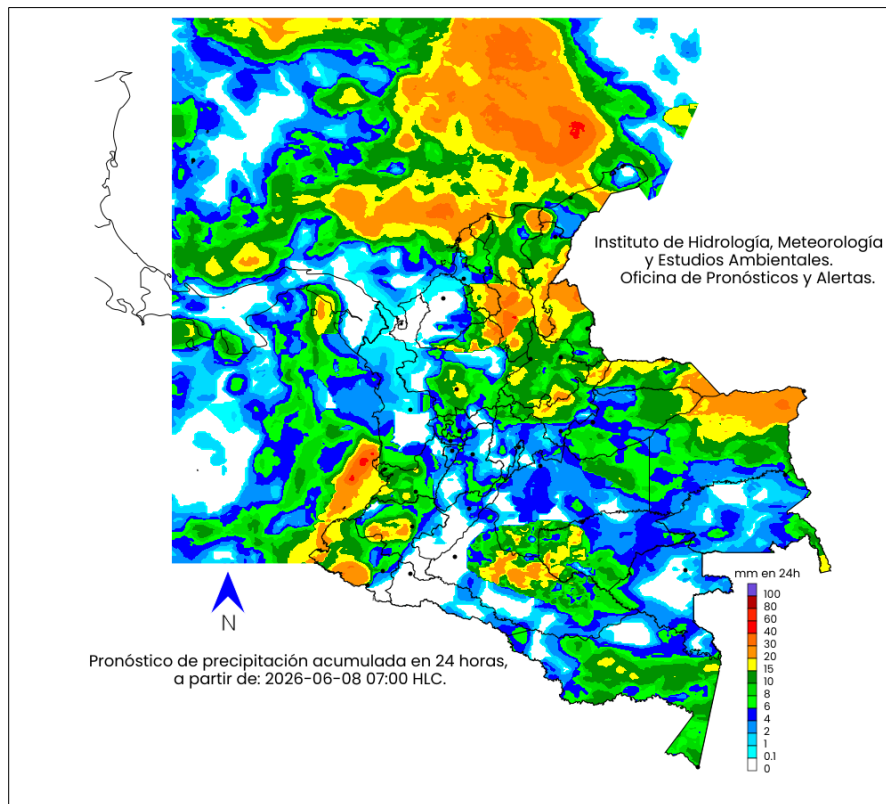 Instituto de Hidrología, Meteorología
y Estudios Ambientales.
Oficina de Pronósticos y Alertas.
mm en 24h
100
80
60
40
30
20
15
10
8
6
4
2
1
0.1
0
N
Pronóstico de precipitación acumulada en 24 horas,
a partir de: 2026-06-08 07:00 HLC.